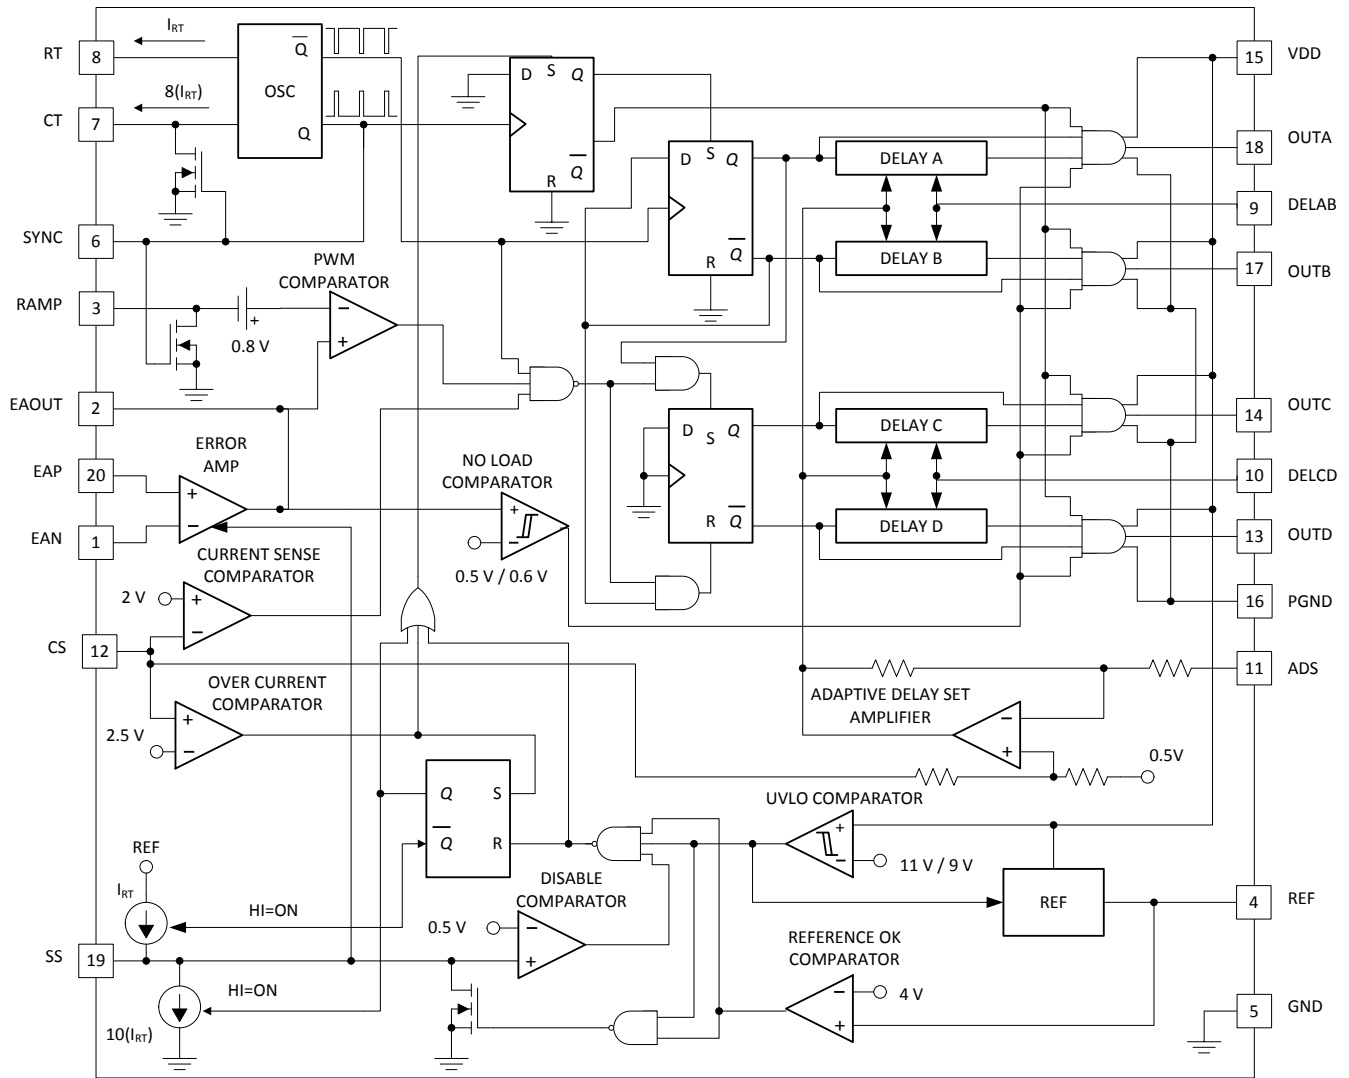 I_RT
RT
8
Q
OSC
8(I_RT)
CT
7
Q
D
S
Q
Q
R
D
S
Q
Q
R
DELAY A
DELAY B
15
VDD
18
OUTA
9
DELAB
17
OUTB
SYNC
6
RAMP
3
0.8 V
+
PWM
COMPARATOR
−
+
EAOUT
2
ERROR
AMP
EAP
20
+
−
EAN
1
NO LOAD
COMPARATOR
+
−
0.5 V / 0.6 V
D
S
Q
R
Q
DELAY C
DELAY D
14
OUTC
10
DELCD
13
OUTD
16
PGND
CURRENT SENSE
COMPARATOR
2 V
+
−
CS
12
OVER CURRENT
COMPARATOR
+
−
2.5 V
11
ADS
ADAPTIVE DELAY SET
AMPLIFIER
−
+
0.5V
Q
S
Q
R
UVLO COMPARATOR
+
−
11 V / 9 V
REF
I_RT
HI=ON
DISABLE
COMPARATOR
0.5 V
−
+
REF
4
REF
SS
19
HI=ON
10(I_RT)
REFERENCE OK
COMPARATOR
−
+
4 V
5
GND